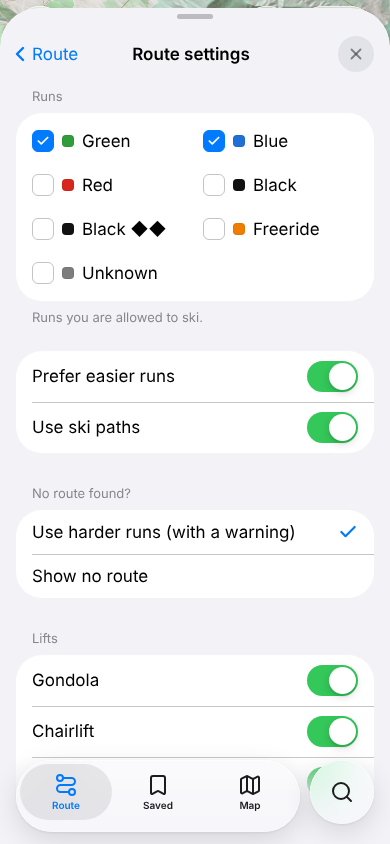 Route
Route settings
Runs
Green
Blue
Red
Black
Black ◆◆
Freeride
Unknown
Runs you are allowed to ski.
Prefer easier runs
Use ski paths
No route found?
Use harder runs (with a warning)
Show no route
Lifts
Gondola
Chairlift
Route
Saved
Map